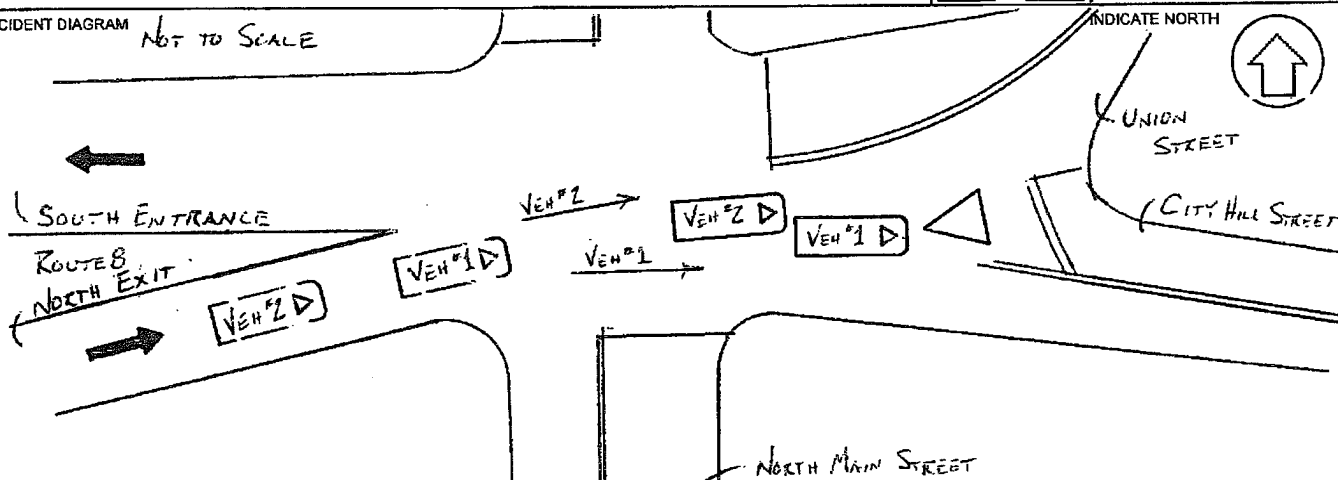 CIDENT DIAGRAM
NOT TO SCALE
INDICATE NORTH
UNION
STREET
SOUTH ENTRANCE
VEH#2
VEH#2
VEH#1
CITY HILL STREET
ROUTE 8
NORTH EXIT
VEH#1
VEH#1
VEH#2
NORTH MAIN STREET